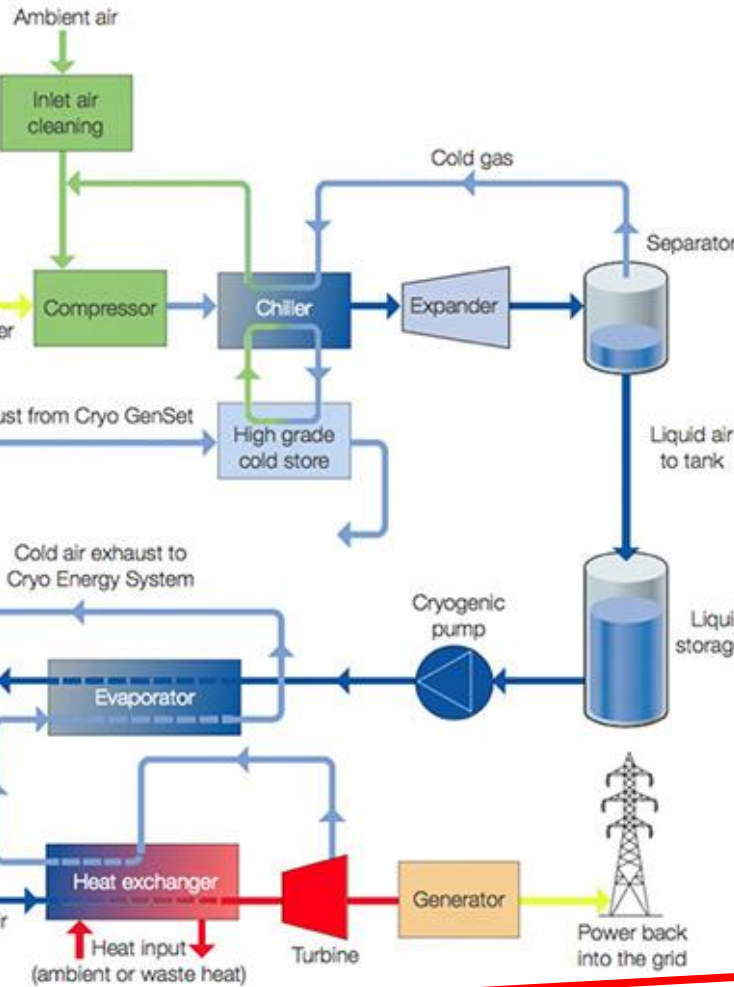 Ambient air
Inlet air
cleaning
Cold gas
Separator
Compressor
Chiller
Expander
er
ust from Cryo GenSet
High grade
cold store
Liquid air
to tank
Cold air exhaust to
Cryo Energy System
Cryogenic
pump
Liqui
storage
Evaporator
Heat exchanger
Generator
r
Heat input
(ambient or waste heat)
Turbine
Power back
into the grid